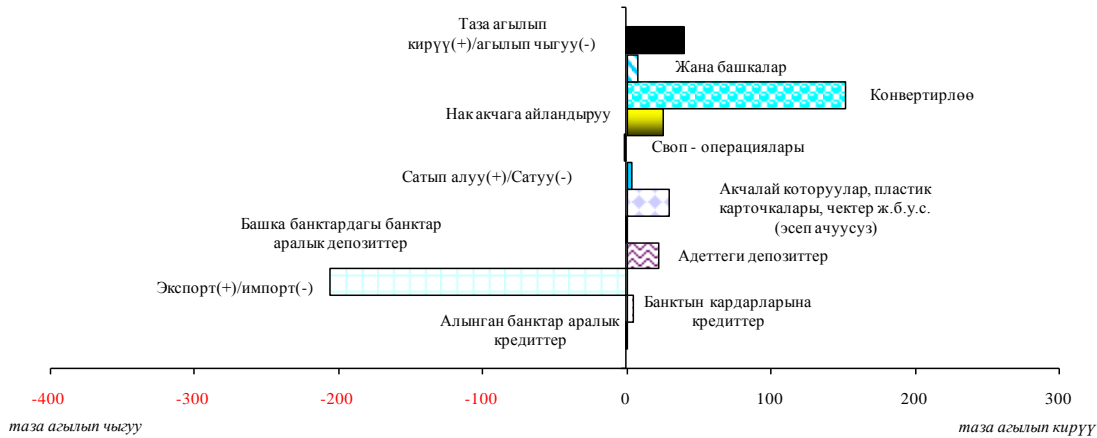 Таза агылып
кирүү(+)/агылып чыгуу(-)
Жана башкалар
Конвертирлөө
Нак акчага айландыруу
Своп - операциялары
Сатып алуу(+)/Сатуу(-)
Акчалай которуулар, пластик
карточкалары, чектер ж.б.у.с.
(эсеп ачуусуз)
Башка банктардагы банктар
аралык депозиттер
Адеттеги депозиттер
Экспорт(+)/импорт(-)
Банктын кардарларына
кредиттер
Алынган банктар аралык
кредиттер
-400 -300 -200 -100 0 100 200 300
таза агылып чыгуу таза агылып кирүү